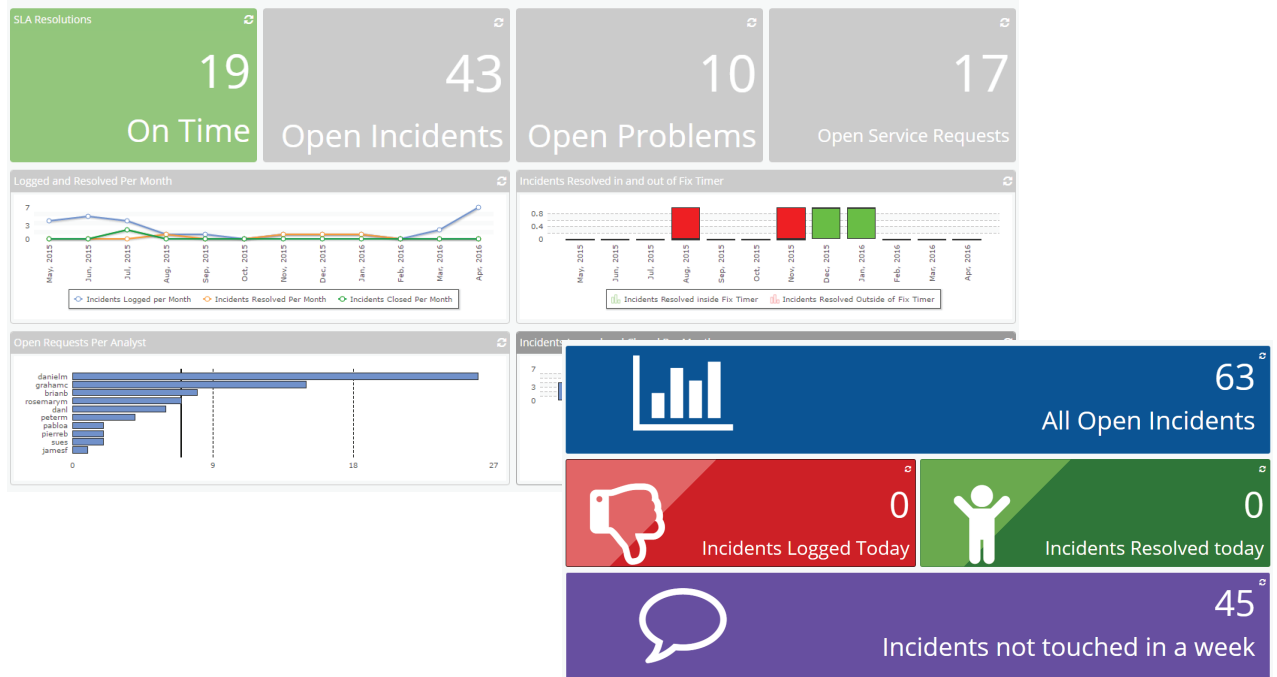 SLA Resolutions
19
On Time
43
Open Incidents
10
Open Problems
17
Open Service Requests
Logged and Resolved Per Month
7
3
0
May, 2015
Jun, 2015
Jul, 2015
Aug, 2015
Sep, 2015
Oct, 2015
Nov, 2015
Dec, 2015
Jan, 2016
Feb, 2016
Mar, 2016
Apr, 2016
Incidents Logged per Month Incidents Resolved Per Month Incidents Closed Per Month
Incidents Resolved in and out of Fix Timer
0.8
0.4
0
May, 2015
Jun, 2015
Jul, 2015
Aug, 2015
Sep, 2015
Oct, 2015
Nov, 2015
Dec, 2015
Jan, 2016
Feb, 2016
Mar, 2016
Apr, 2016
Incidents Resolved inside Fix Timer Incidents Resolved Outside of Fix Timer
Open Requests Per Analyst
danielm
grahamc
brianb
rosemarym
danl
peterm
pabloa
pierreb
sues
jamesf
0 9 18 27
Incidents
7
3
0
63
All Open Incidents
0
Incidents Logged Today
0
Incidents Resolved today
45
Incidents not touched in a week